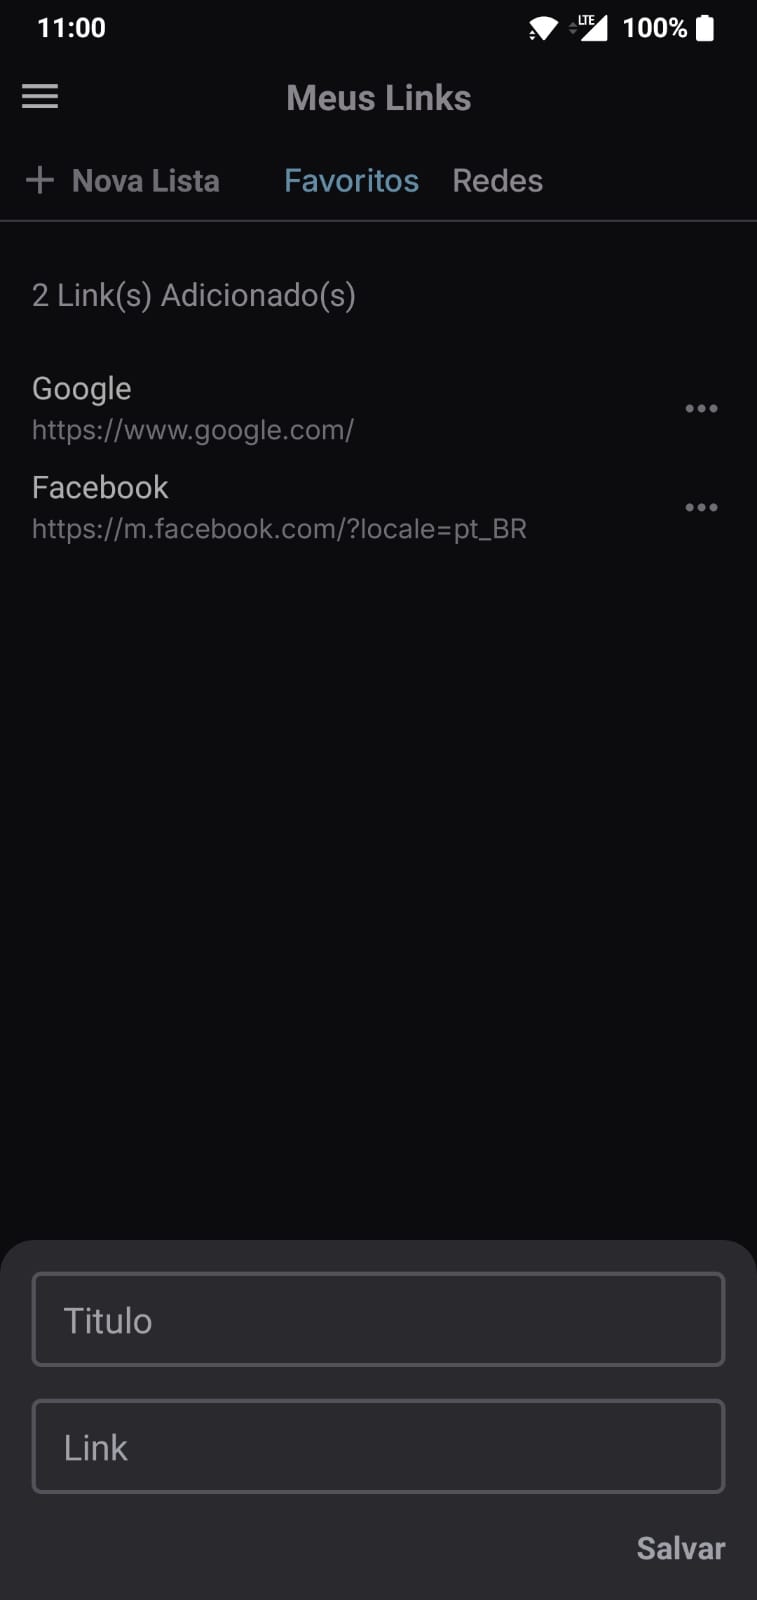 11:00 LTE 100%
Meus Links
Nova Lista Favoritos Redes
2 Link(s) Adicionado(s)
Google
https://www.google.com/
Facebook
https://m.facebook.com/?locale=pt_BR
Titulo
Link
Salvar